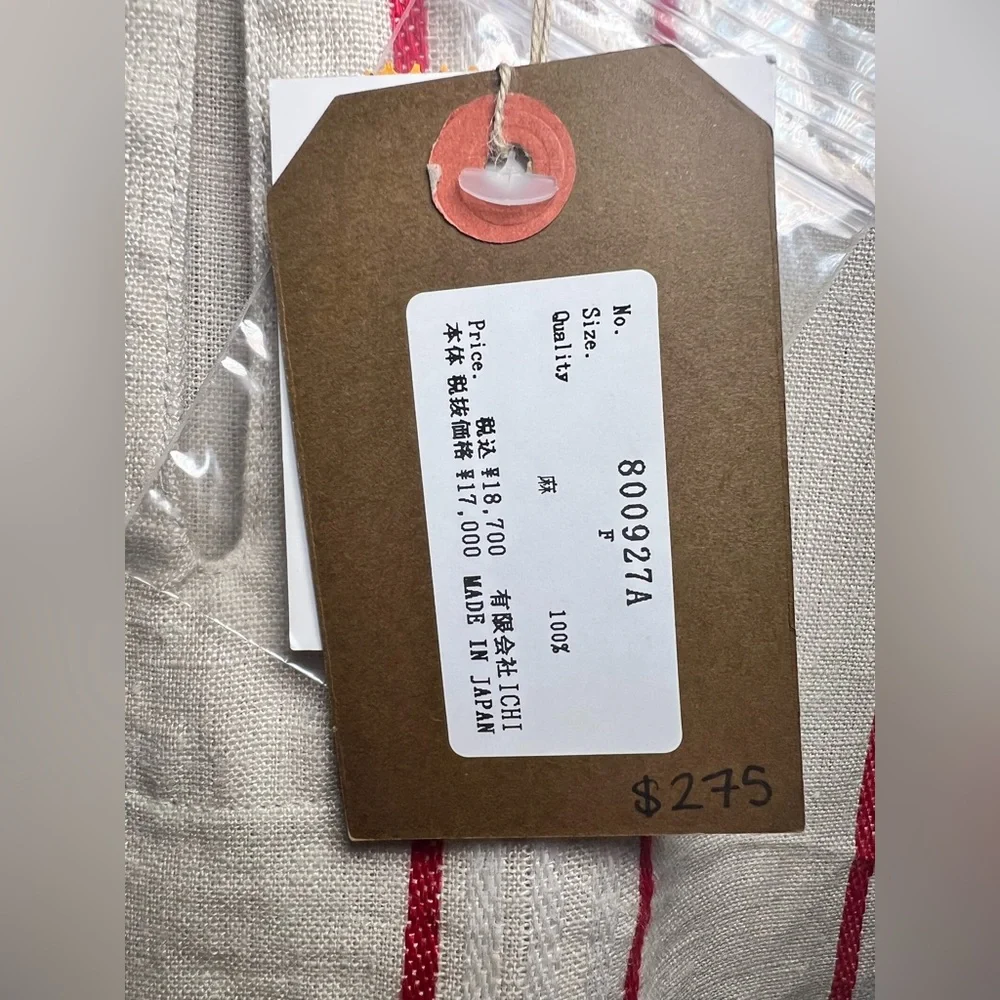 No. 800927A
Size. F
Quality 麻 100%
Price. 税込 ¥18,700 有限会社ICHI
本体 税抜価格 ¥17,000 MADE IN JAPAN
$275